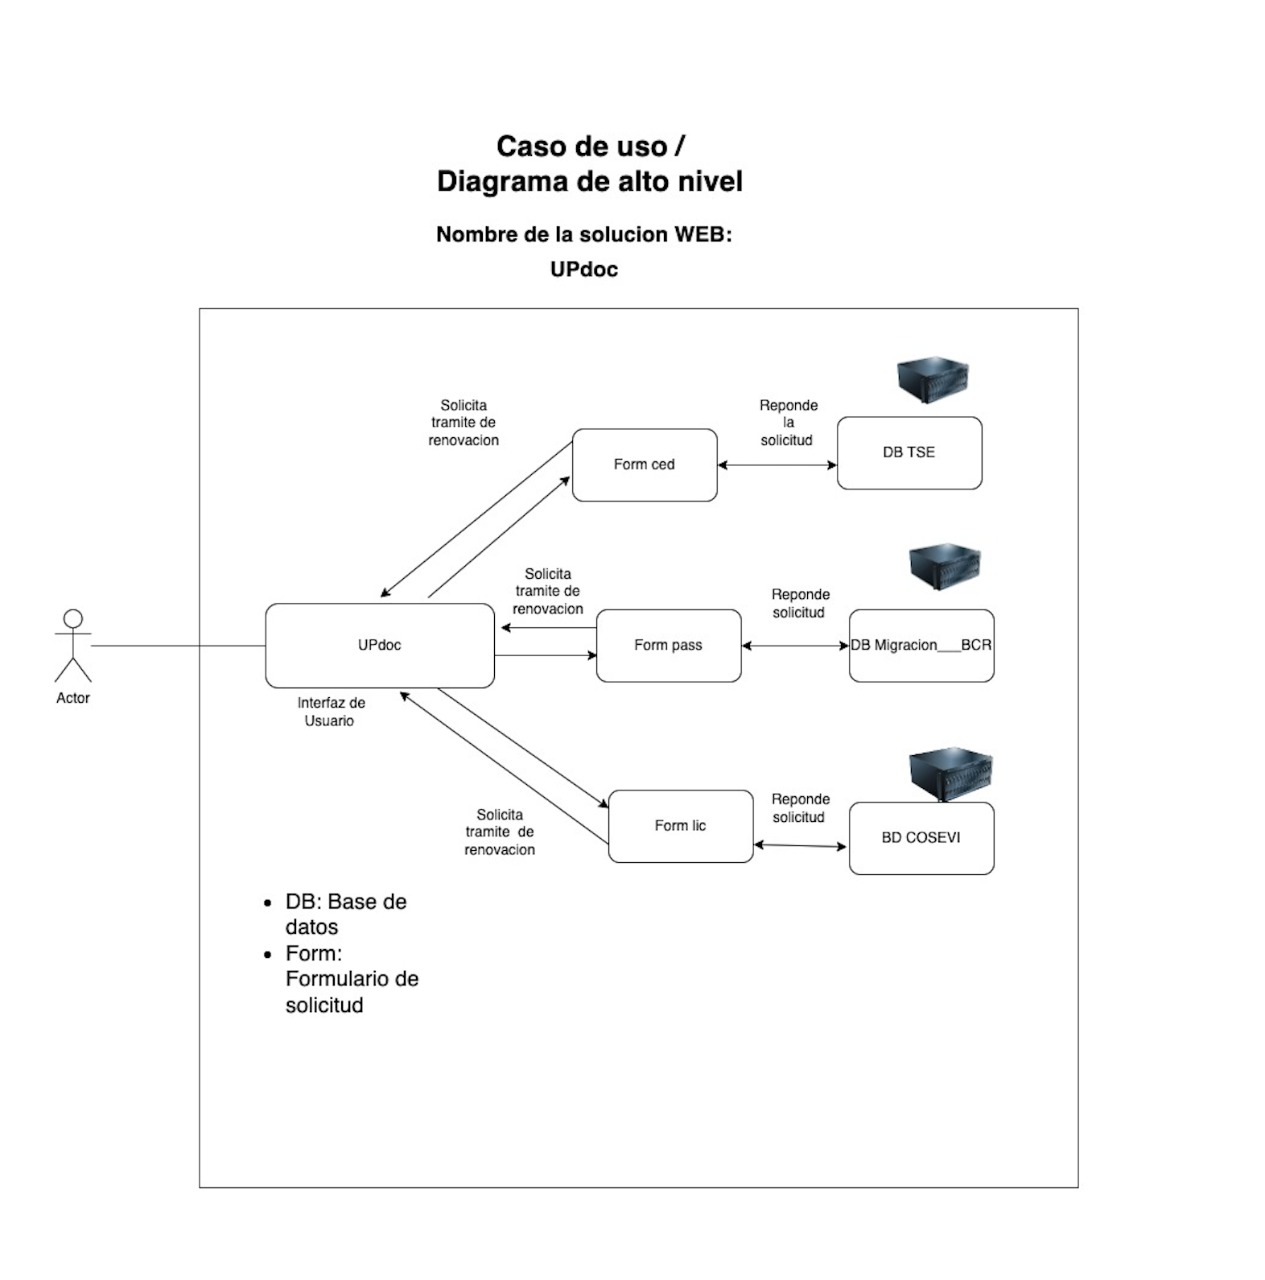 Caso de uso /
Diagrama de alto nivel
Nombre de la solucion WEB:
UPdoc
Solicita
tramite de
renovacion
Form ced
Reponde
la
solicitud
DB TSE
Solicita
tramite de
renovacion
Reponde
solicitud
Actor
UPdoc
Form pass
DB Migracion___BCR
Interfaz de
Usuario
Solicita
tramite  de
renovacion
Form lic
Reponde
solicitud
BD COSEVI
• DB: Base de
datos
• Form:
Formulario de
solicitud